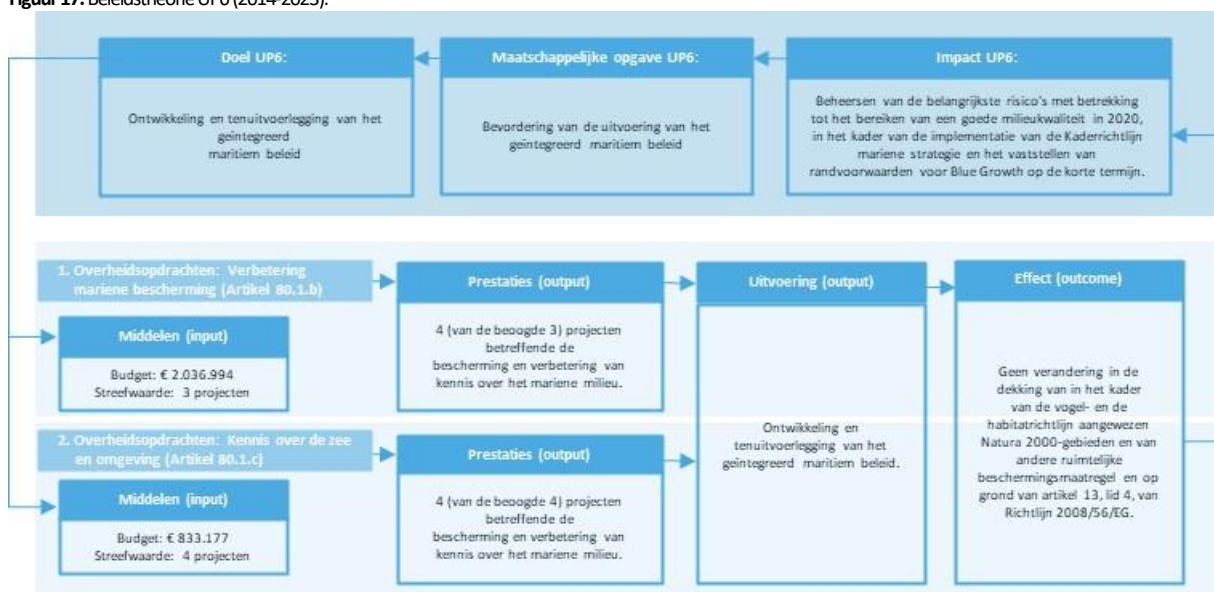 Figuur 17. Beleidstheorie UP6 (2014-2023).
Doel UP6:
Ontwikkeling en tenuitvoerlegging van het
geïntegreerd
maritiem beleid
Maatschappelijke opgave UP6:
Bevordering van de uitvoering van het
geïntegreerd maritiem beleid
Impact UP6:
Beheersen van de belangrijkste risico's met betrekking
tot het bereiken van een goede milieukwaliteit in 2020,
in het kader van de implementatie van de Kaderrichtlijn
mariene strategie en het vaststellen van
randvoorwaarden voor Blue Growth op de korte termijn.
1. Overheidsopdrachten: Verbetering
mariene bescherming (Artikel 80.1.b)
Middelen (input)
Budget: € 2.036.994
Streefwaarde: 3 projecten
Prestaties (output)
4 (van de beoogde 3) projecten
betreffende de
bescherming en verbetering van
kennis over het mariene milieu.
2. Overheidsopdrachten: Kennis over de zee
en omgeving (Artikel 80.1.c)
Middelen (input)
Budget: € 833.177
Streefwaarde: 4 projecten
Prestaties (output)
4 (van de beoogde 4) projecten
betreffende de
bescherming en verbetering van
kennis over het mariene milieu.
Uitvoering (output)
Ontwikkeling en
tenuitvoerlegging van het
geïntegreerd maritiem beleid.
Effect (outcome)
Geen verandering in de
dekking van in het kader
van de vogel- en de
habitatrichtlijn aangewezen
Natura 2000-gebieden en van
andere ruimtelijke
beschermingsmaatregel en op
grond van artikel 13, lid 4, van
Richtlijn 2008/56/EG.